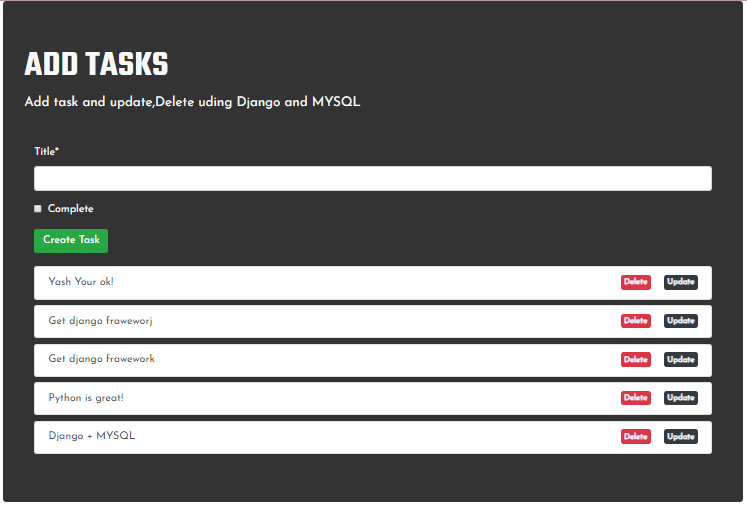 ADD TASKS
Add task and update,Delete uding Django and MYSQL
Title*
Complete
Create Task
Yash Your ok! Delete Update
Get django fraweworj Delete Update
Get django frawework Delete Update
Python is great! Delete Update
Django + MYSQL Delete Update